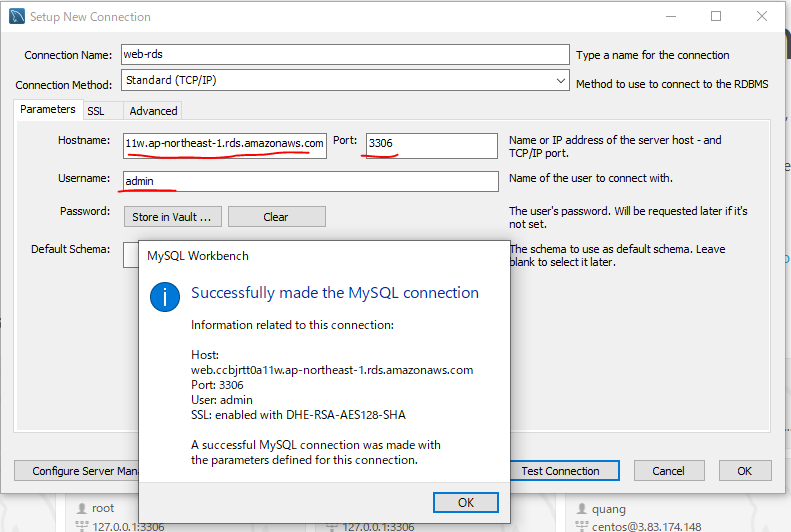 Setup New Connection
Connection Name: web-rds Type a name for the connection
Connection Method: Standard (TCP/IP) Method to use to connect to the RDBMS
Parameters SSL Advanced
Hostname: 11w.ap-northeast-1.rds.amazonaws.com Port: 3306 Name or IP address of the server host - and
TCP/IP port.
Username: admin Name of the user to connect with.
Password: Store in Vault ... Clear The user's password. Will be requested later if it's
not set.
Default Schema: The schema to use as default schema. Leave
blank to select it later.
MySQL Workbench
Successfully made the MySQL connection
Information related to this connection:
Host:
web.ccbjrtt0a11w.ap-northeast-1.rds.amazonaws.com
Port: 3306
User: admin
SSL: enabled with DHE-RSA-AES128-SHA
A successful MySQL connection was made with
the parameters defined for this connection.
OK
Configure Server Mana Test Connection Cancel OK
root quang
127.0.0.1:3306 127.0.0.1:3306 centos@3.83.174.148